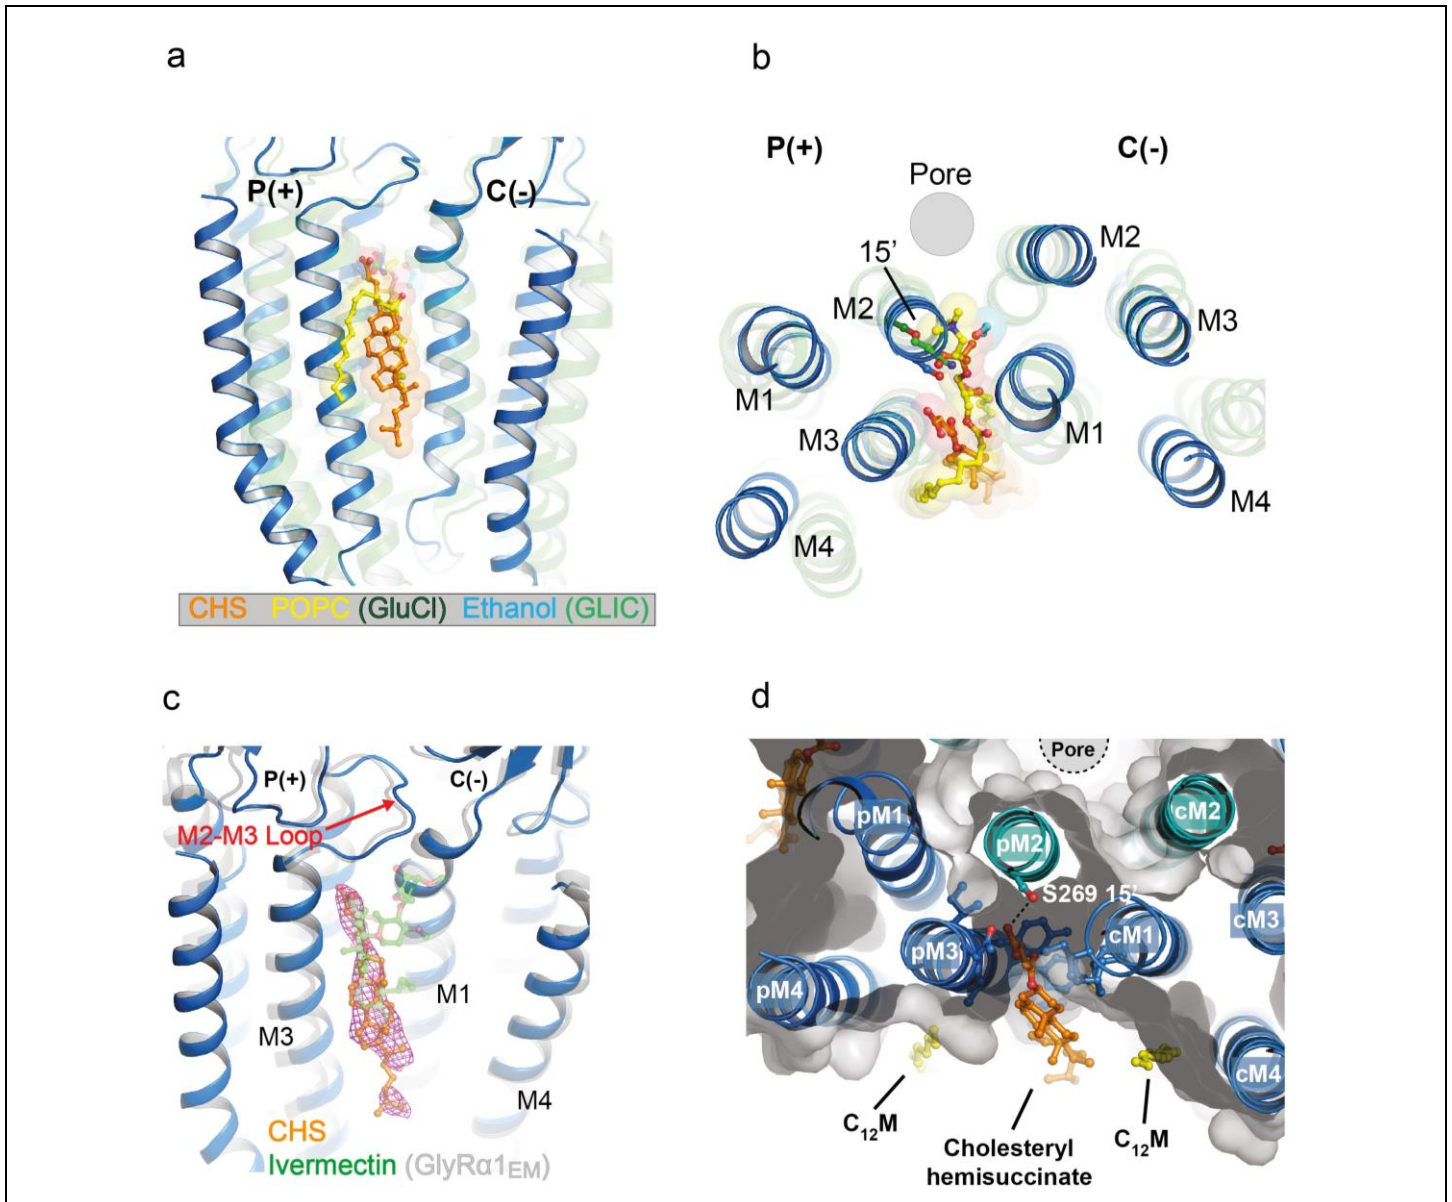 a
P(+)
C(-)
CHS POPC (GluCl) Ethanol (GLIC)
b
P(+)
C(-)
Pore
15’
M2
M2
M3
M1
M3
M1
M4
M4
c
P(+)
C(-)
M2-M3 Loop
M1
M3
M4
CHS
Ivermectin (GlyRα1EM)
d
Pore
pM1
cM2
pM2
S269 15’
cM3
pM3
cM1
pM4
cM4
C12M
Cholesteryl
hemisuccinate
C12M